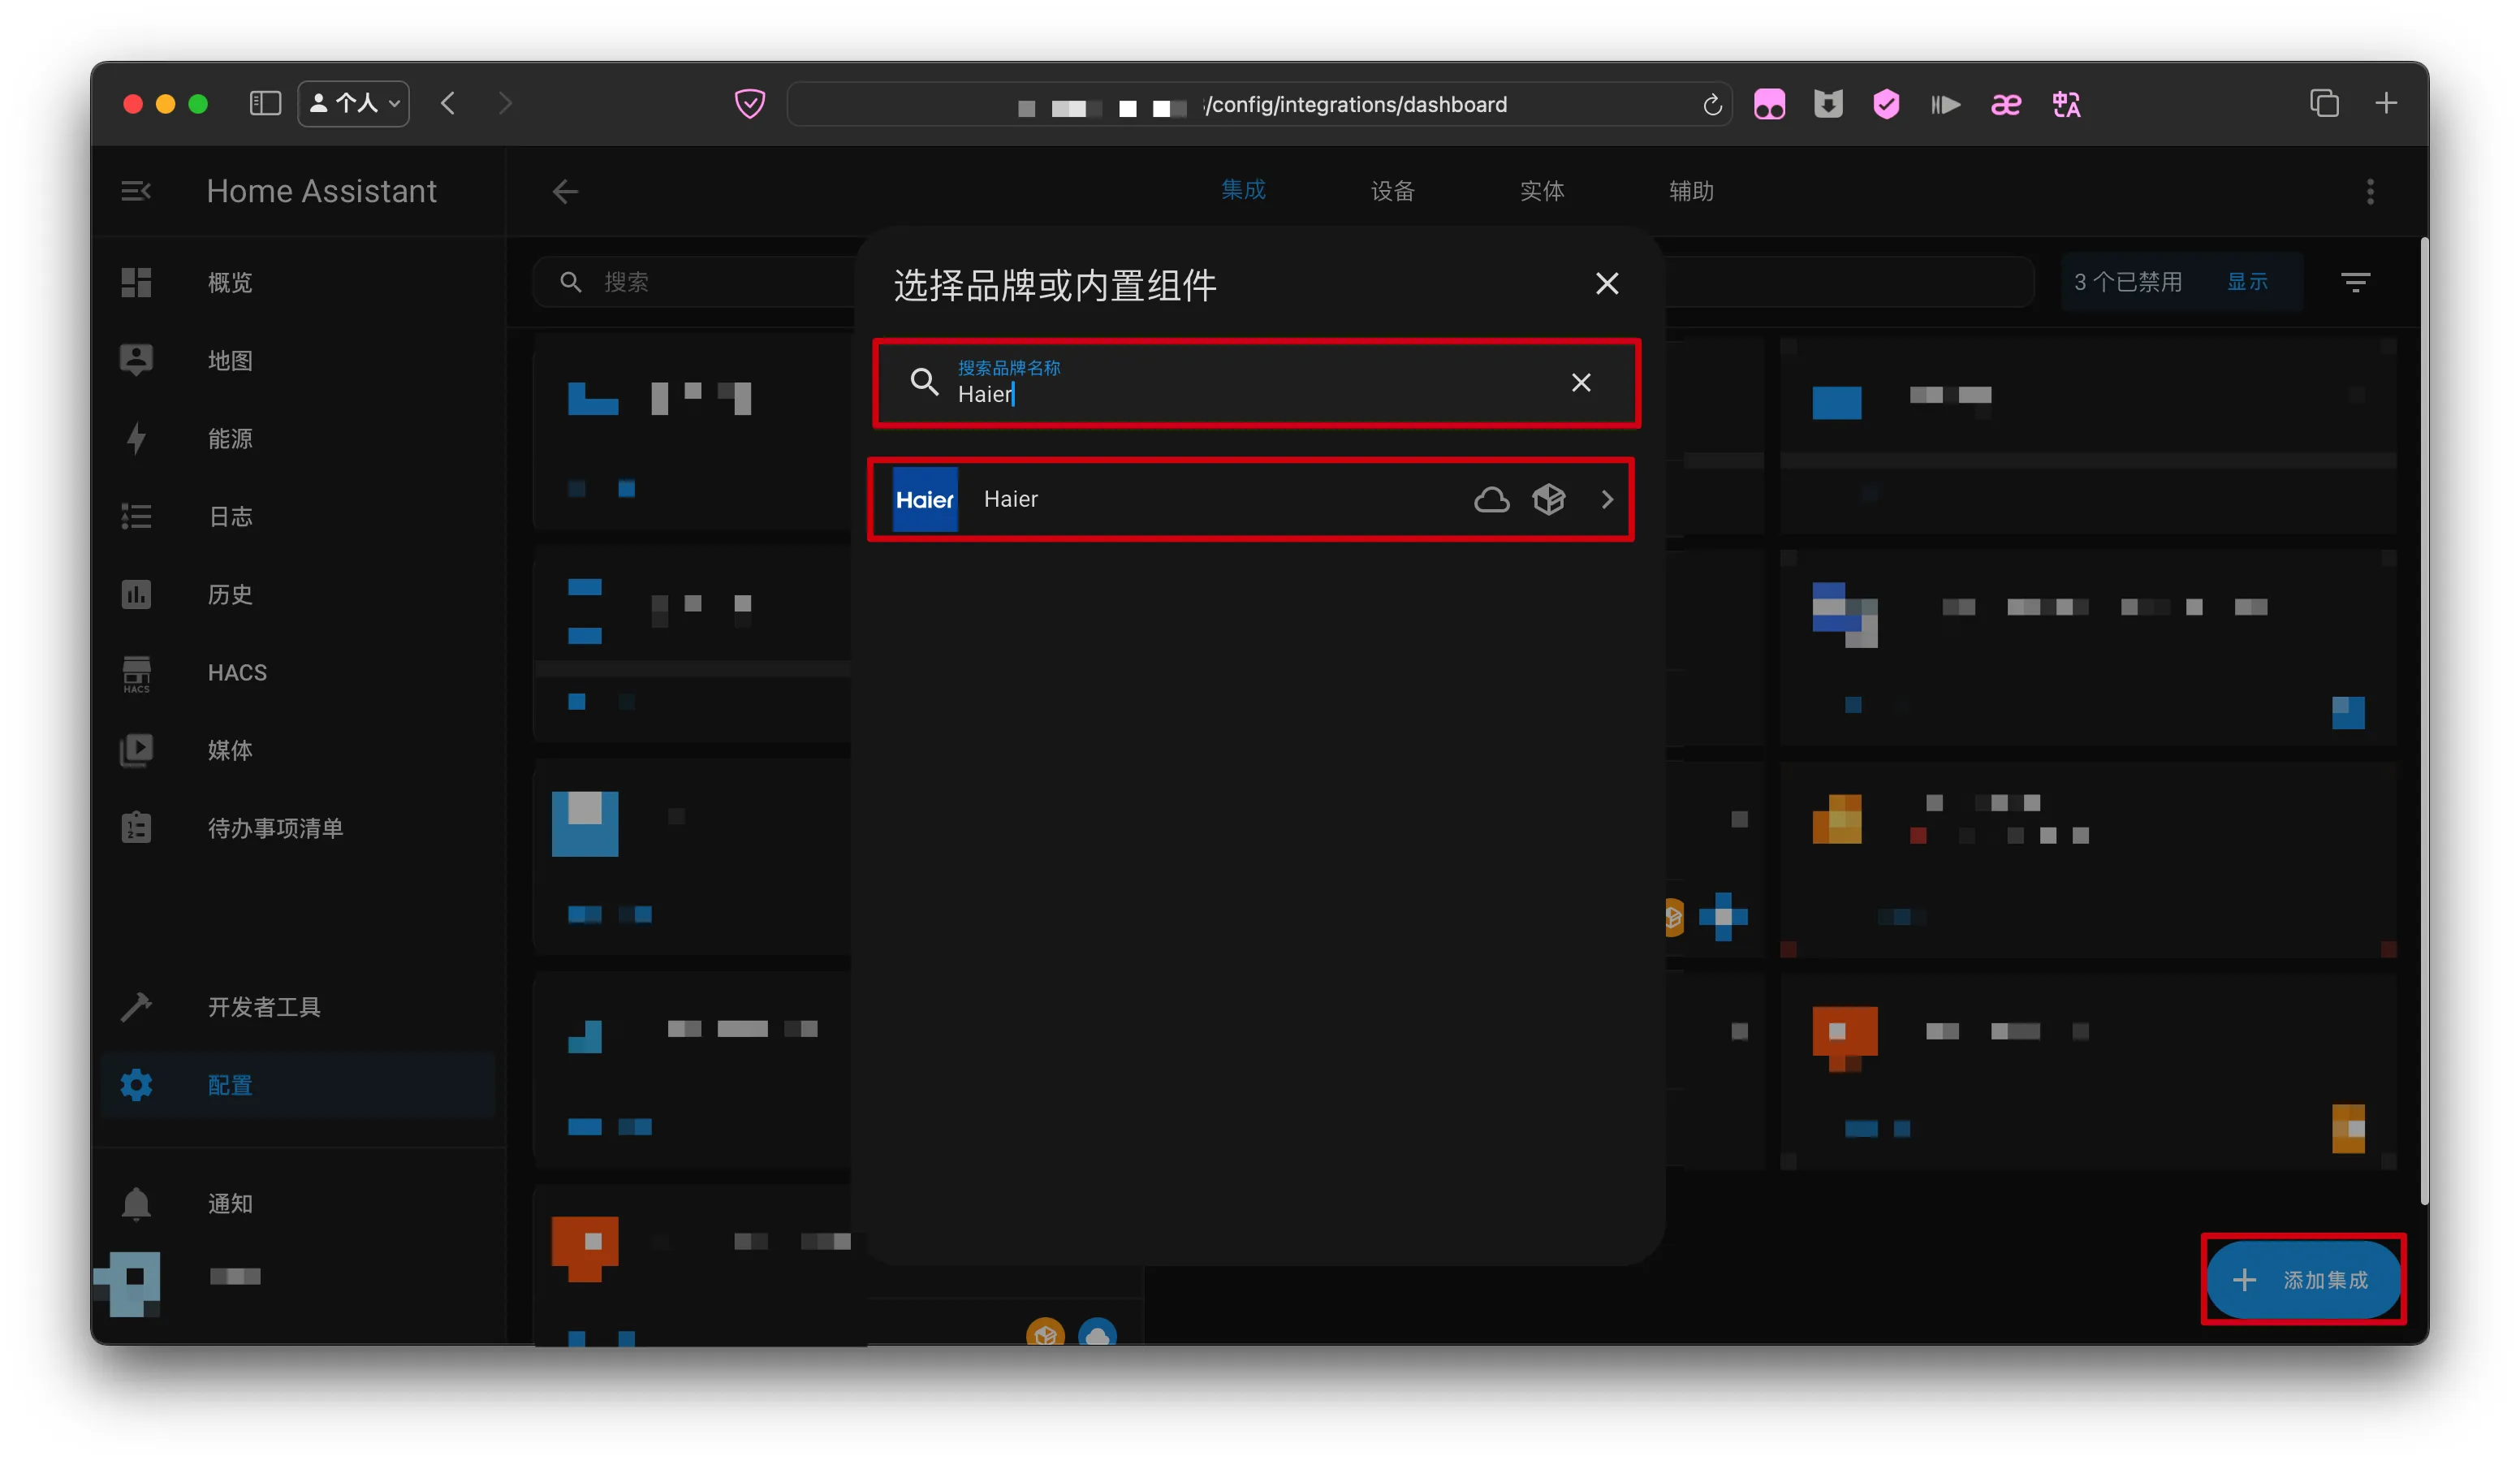 个人
/config/integrations/dashboard
Home Assistant
集成
设备
实体
辅助
概览
地图
能源
日志
历史
HACS
HACS
媒体
待办事项清单
开发者工具
配置
通知
搜索
3 个已禁用
显示
选择品牌或内置组件
搜索品牌名称
Haier
Haier
Haier
添加集成